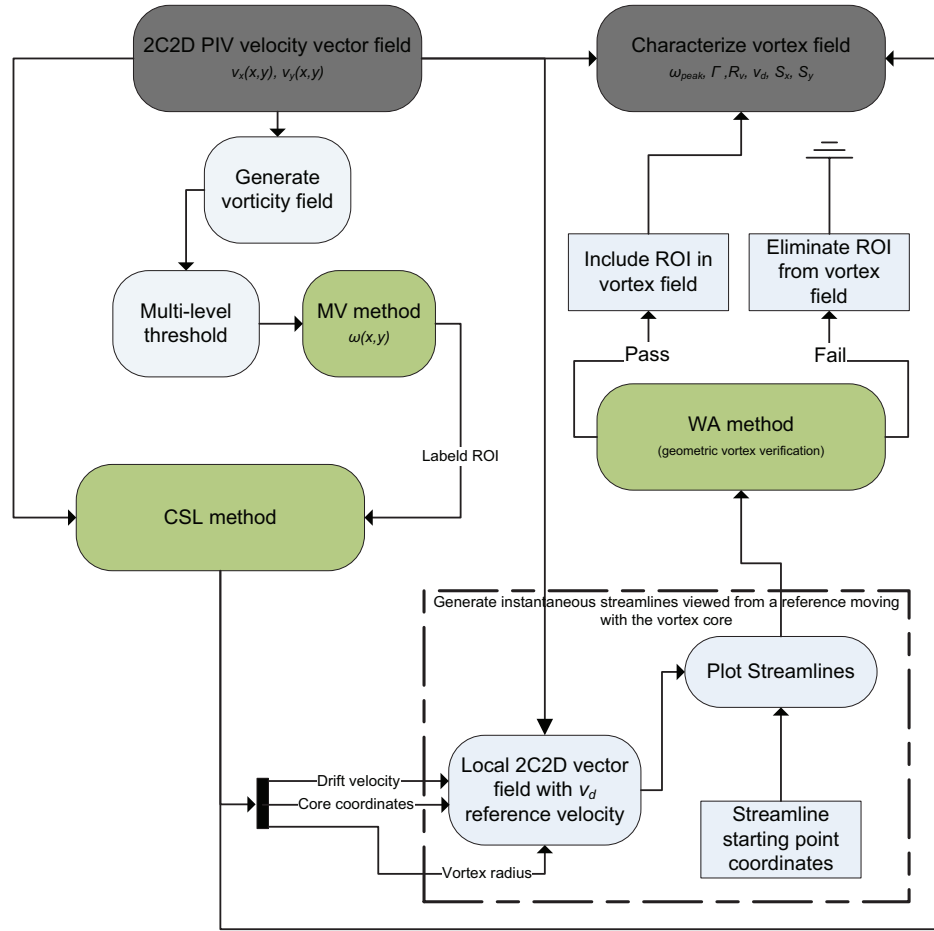 2C2D PIV velocity vector field
vx(x,y), vy(x,y)
Characterize vortex field
ωpeak, Γ ,Rv, vd, Sx, Sy
Generate
vorticity field
Multi-level
threshold
MV method
ω(x,y)
Include ROI in
vortex field
Eliminate ROI
from vortex
field
Pass
Fail
WA method
(geometric vortex verification)
Labeld ROI
CSL method
Generate instantaneous streamlines viewed from a reference moving
with the vortex core
Plot Streamlines
Local 2C2D vector
field with vd
reference velocity
Drift velocity
Core coordinates
Vortex radius
Streamline
starting point
coordinates